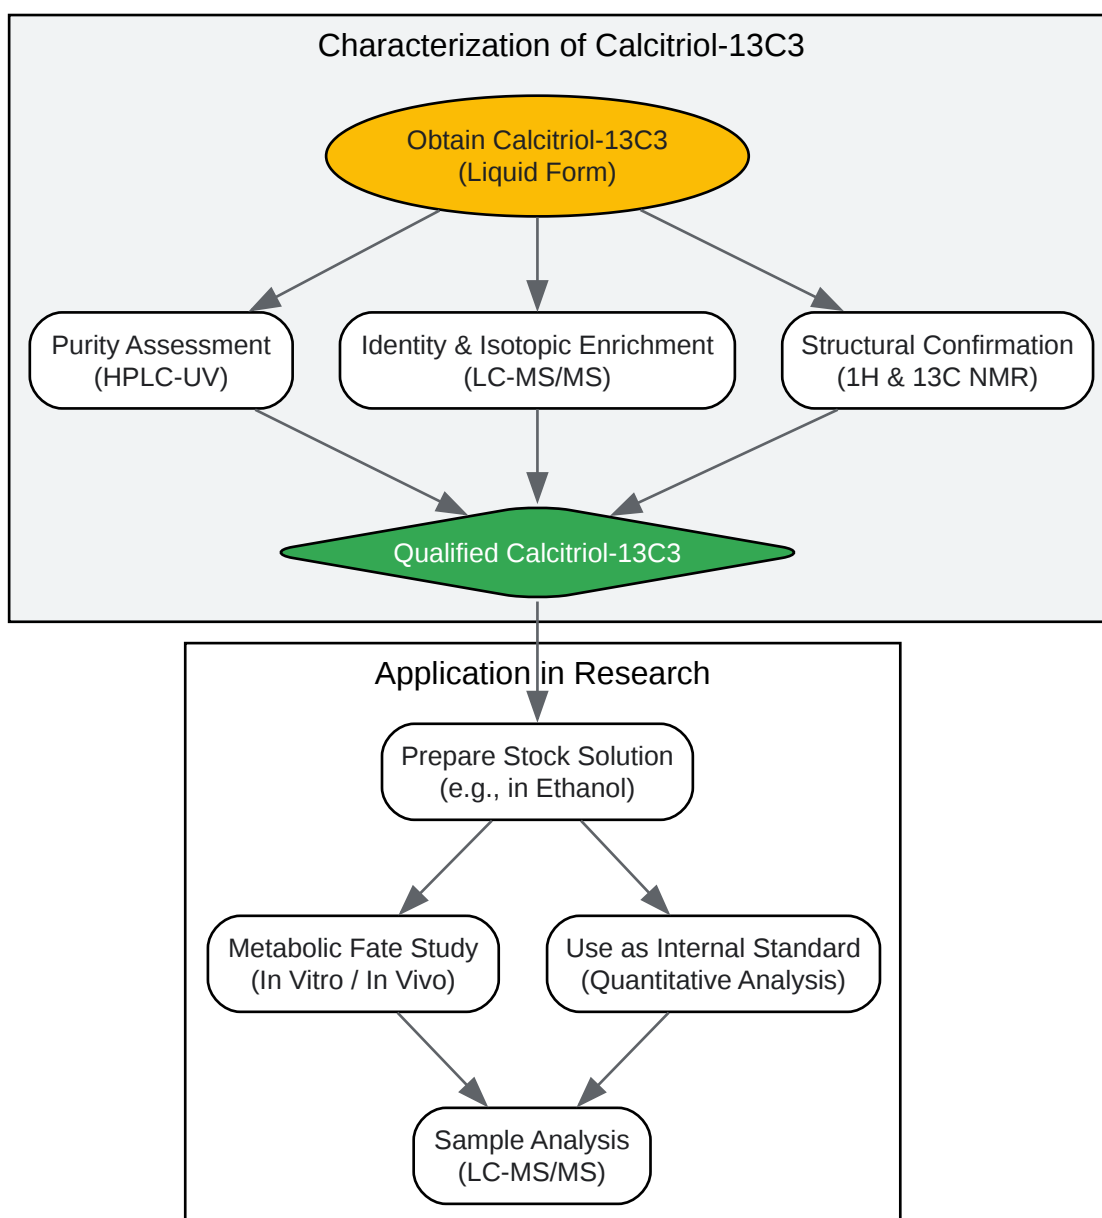 Characterization of Calcitriol-13C3
Obtain Calcitriol-13C3
(Liquid Form)
Purity Assessment
(HPLC-UV)
Identity & Isotopic Enrichment
(LC-MS/MS)
Structural Confirmation
(1H & 13C NMR)
Qualified Calcitriol-13C3
Application in Research
Prepare Stock Solution
(e.g., in Ethanol)
Metabolic Fate Study
(In Vitro / In Vivo)
Use as Internal Standard
(Quantitative Analysis)
Sample Analysis
(LC-MS/MS)